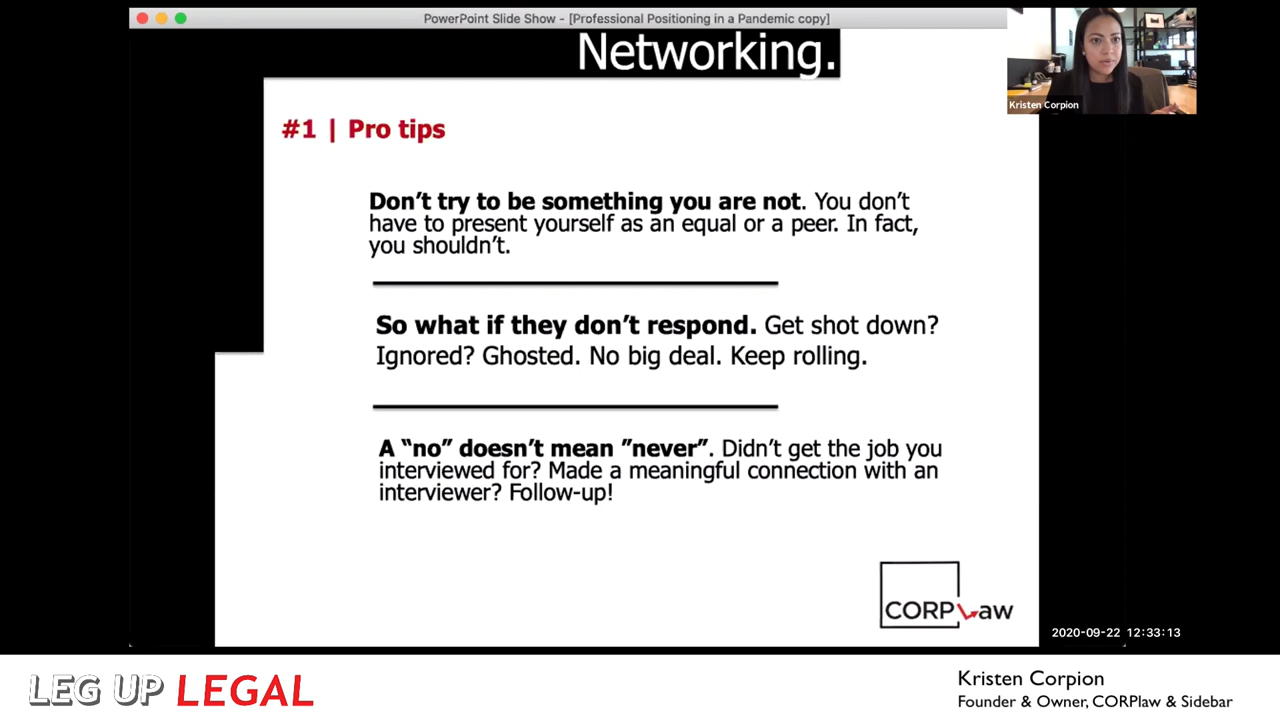 PowerPoint Slide Show - [Professional Positioning in a Pandemic copy]
Networking.
Kristen Corpion
#1 | Pro tips
Don’t try to be something you are not. You don’t
have to present yourself as an equal or a peer. In fact,
you shouldn’t.
So what if they don’t respond. Get shot down?
Ignored? Ghosted. No big deal. Keep rolling.
A “no” doesn’t mean ”never”. Didn’t get the job you
interviewed for? Made a meaningful connection with an
interviewer? Follow-up!
CORPLaw
2020-09-22 12:33:13
LEG UP LEGAL
Kristen Corpion
Founder & Owner, CORPlaw & Sidebar